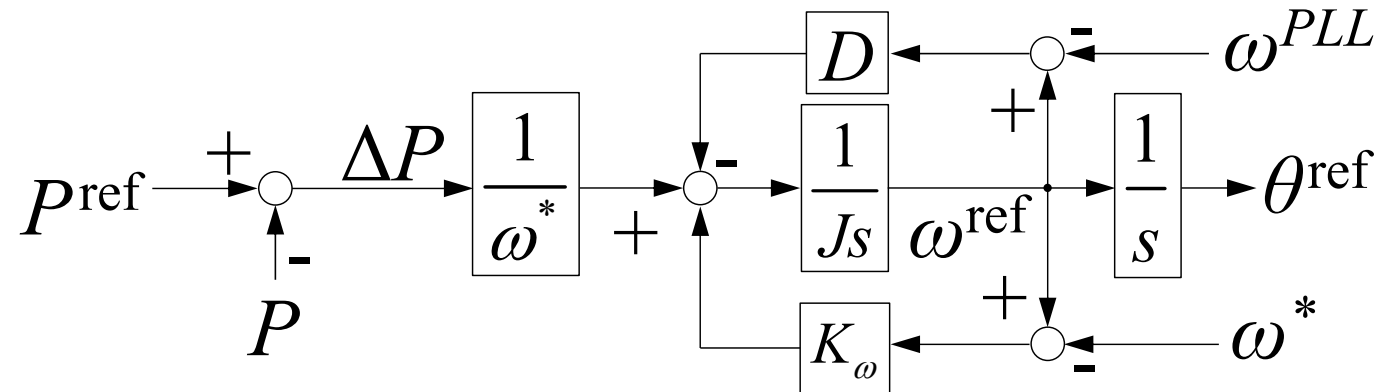 P^ref
+
-
P
ΔP
1
ω^*
+
-
D
1
Js
K_ω
ω^ref
+
-
ω^PLL
1
s
θ^ref
+
-
ω^*